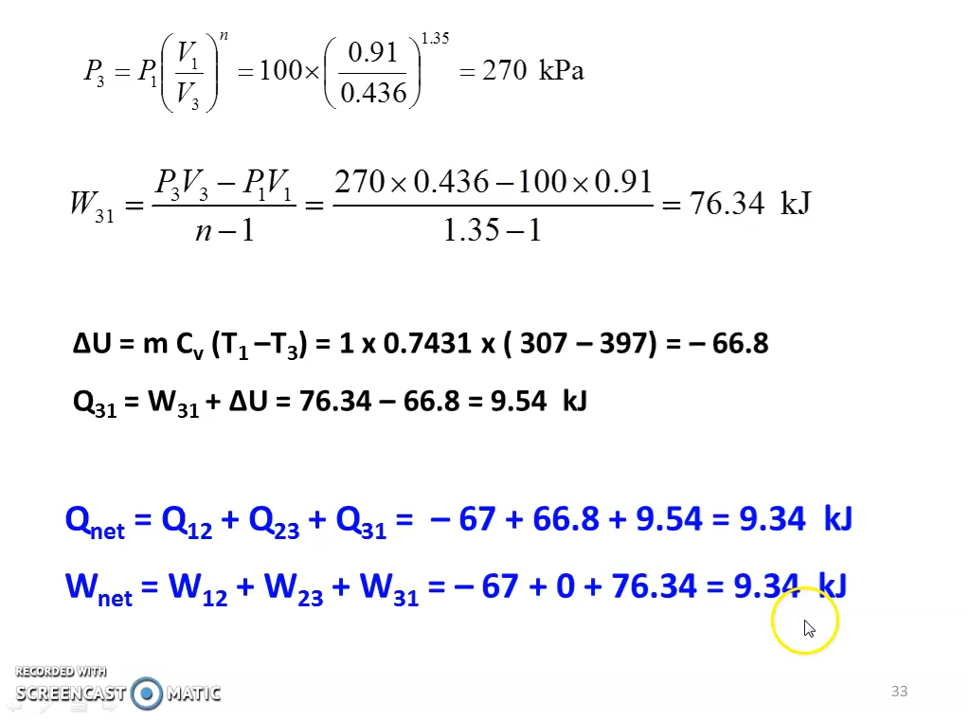 P₃ = P₁(V₁/V₃)ⁿ = 100×(0.91/0.436)^1.35 = 270 kPa
W₃₁ = (P₃V₃ − P₁V₁)/(n − 1) = (270×0.436 − 100×0.91)/(1.35 − 1) = 76.34 kJ
ΔU = m Cᵥ (T₁ –T₃) = 1 x 0.7431 x ( 307 – 397) = – 66.8
Q₃₁ = W₃₁ + ΔU = 76.34 – 66.8 = 9.54 kJ
Qnet = Q₁₂ + Q₂₃ + Q₃₁ = – 67 + 66.8 + 9.54 = 9.34 kJ
Wnet = W₁₂ + W₂₃ + W₃₁ = – 67 + 0 + 76.34 = 9.34 kJ
RECORDED WITH
SCREENCAST MATIC
33